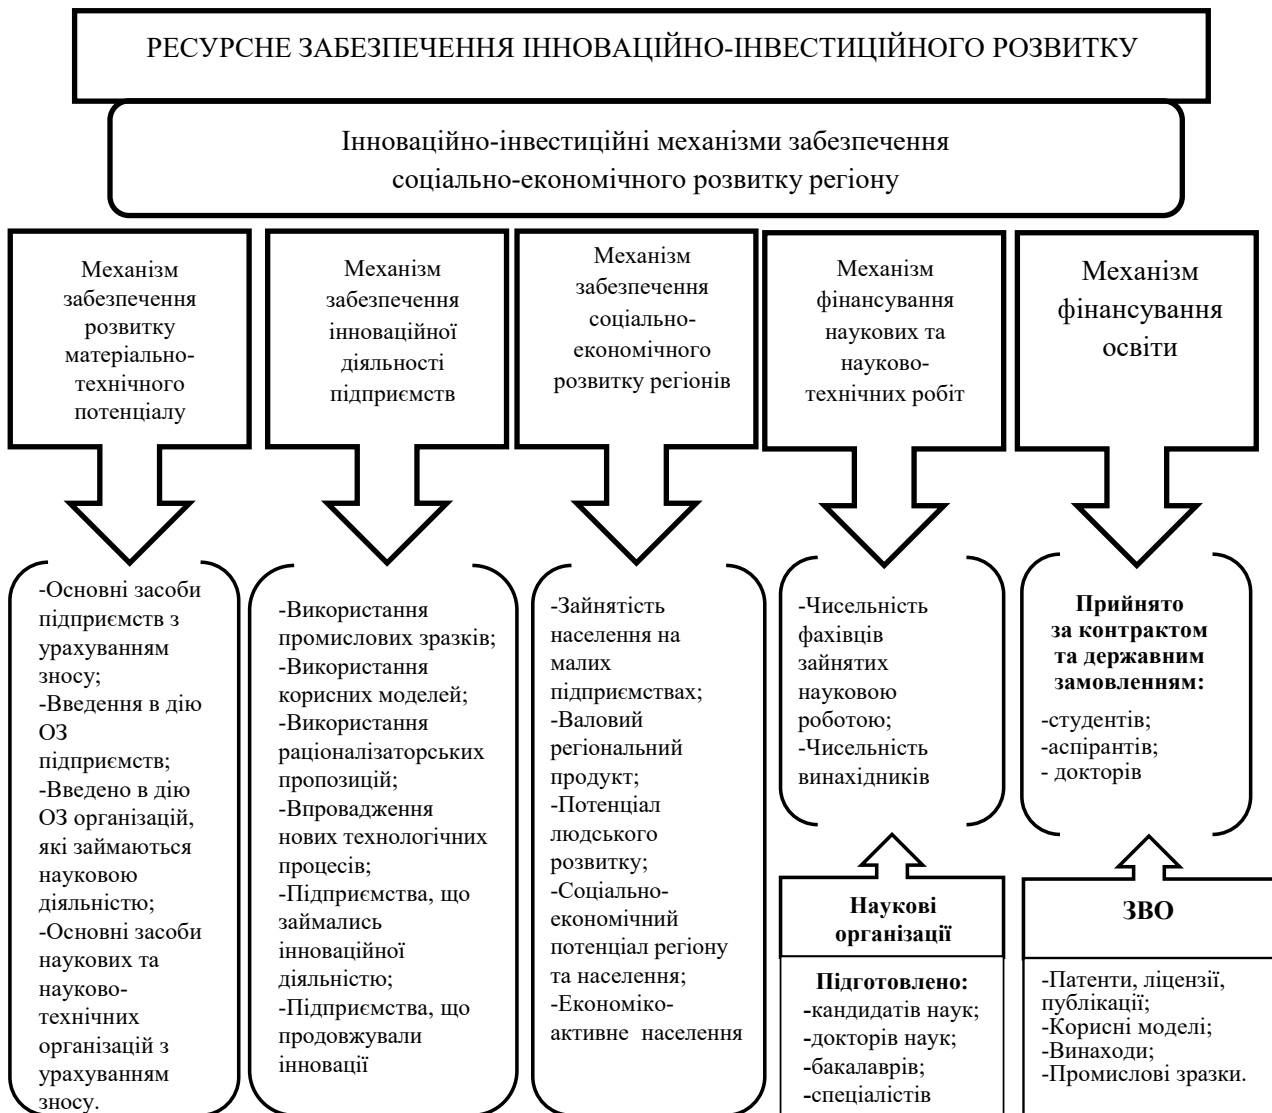 РЕСУРСНЕ ЗАБЕЗПЕЧЕННЯ ІННОВАЦІЙНО-ІНВЕСТИЦІЙНОГО РОЗВИТКУ
Інноваційно-інвестиційні механізми забезпечення
соціально-економічного розвитку регіону
Механізм
забезпечення
розвитку
матеріально-
технічного
потенціалу
Механізм
забезпечення
інноваційної
діяльності
підприємств
Механізм
забезпечення
соціально-
економічного
розвитку регіонів
Механізм
фінансування
наукових та
науково-
технічних робіт
Механізм
фінансування
освіти
-Основні засоби
підприємств з
урахуванням
зносу;
-Введення в дію
ОЗ
підприємств;
-Введено в дію
ОЗ організацій,
які займаються
науковою
діяльністю;
-Основні засоби
наукових та
науково-
технічних
організацій з
урахуванням
зносу.
-Використання
промислових зразків;
-Використання
корисних моделей;
-Використання
раціоналізаторських
пропозицій;
-Впровадження
нових технологічних
процесів;
-Підприємства, що
займались
інноваційної
діяльністю;
-Підприємства, що
продовжували
інновації
-Зайнятість
населення на
малих
підприємствах;
-Валовий
регіональний
продукт;
-Потенціал
людського
розвитку;
-Соціально-
економічний
потенціал регіону
та населення;
-Економіко-
активне населення
-Чисельність
фахівців
зайнятих
науковою
роботою;
-Чисельність
винахідників
Прийнято
за контрактом
та державним
замовленням:
-студентів;
-аспірантів;
- докторів
Наукові
організації
Підготовлено:
-кандидатів наук;
-докторів наук;
-бакалаврів;
-спеціалістів
ЗВО
-Патенти, ліцензії,
публікації;
-Корисні моделі;
-Винаходи;
-Промислові зразки.